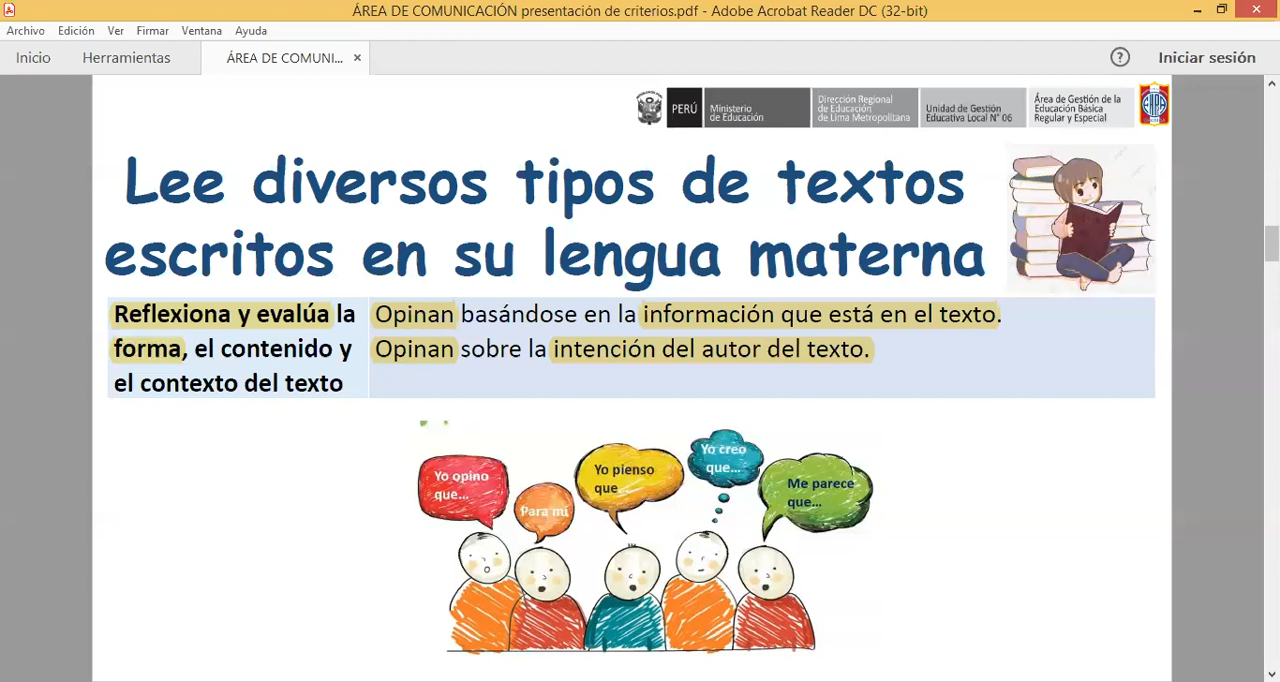 ÁREA DE COMUNICACIÓN presentación de criterios.pdf - Adobe Acrobat Reader DC (32-bit)
Archivo Edición Ver Firmar Ventana Ayuda
Inicio Herramientas ÁREA DE COMUNI... × ? Iniciar sesión
PERÚ
Ministerio
de Educación
Dirección Regional
de Educación
de Lima Metropolitana
Unidad de Gestión
Educativa Local N° 06
Área de Gestión de la
Educación Básica
Regular y Especial
Lee diversos tipos de textos
escritos en su lengua materna
Reflexiona y evalúa la
forma, el contenido y
el contexto del texto
Opinan basándose en la información que está en el texto.
Opinan sobre la intención del autor del texto.
Yo opino
que...
Para mí
Yo pienso
que
Yo creo
que...
Me parece
que...